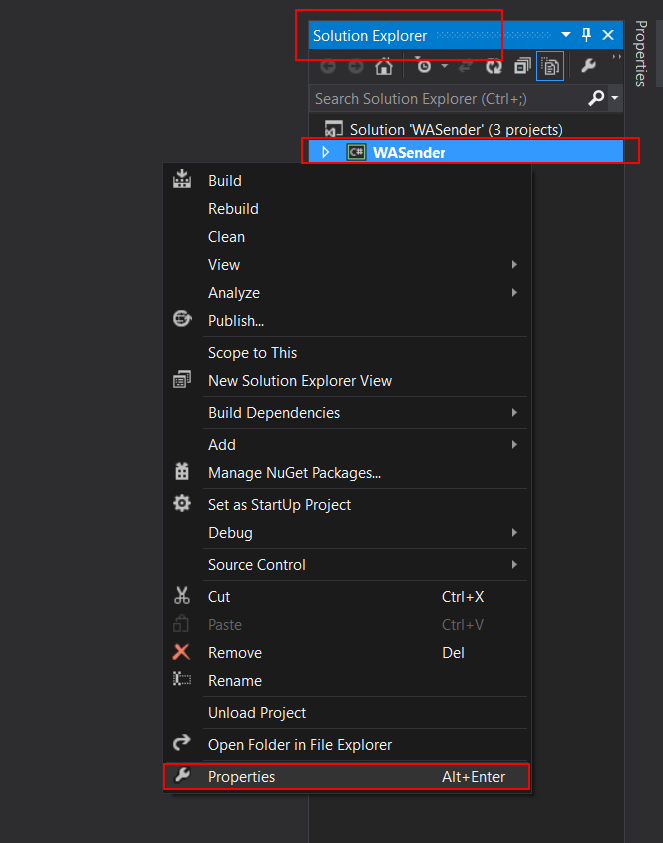 Solution Explorer
Properties
Search Solution Explorer (Ctrl+;)
Solution 'WASender' (3 projects)
C# WASender
Build
Rebuild
Clean
View
Analyze
Publish...
Scope to This
New Solution Explorer View
Build Dependencies
Add
Manage NuGet Packages...
Set as StartUp Project
Debug
Source Control
Cut Ctrl+X
Paste Ctrl+V
Remove Del
Rename
Unload Project
Open Folder in File Explorer
Properties Alt+Enter